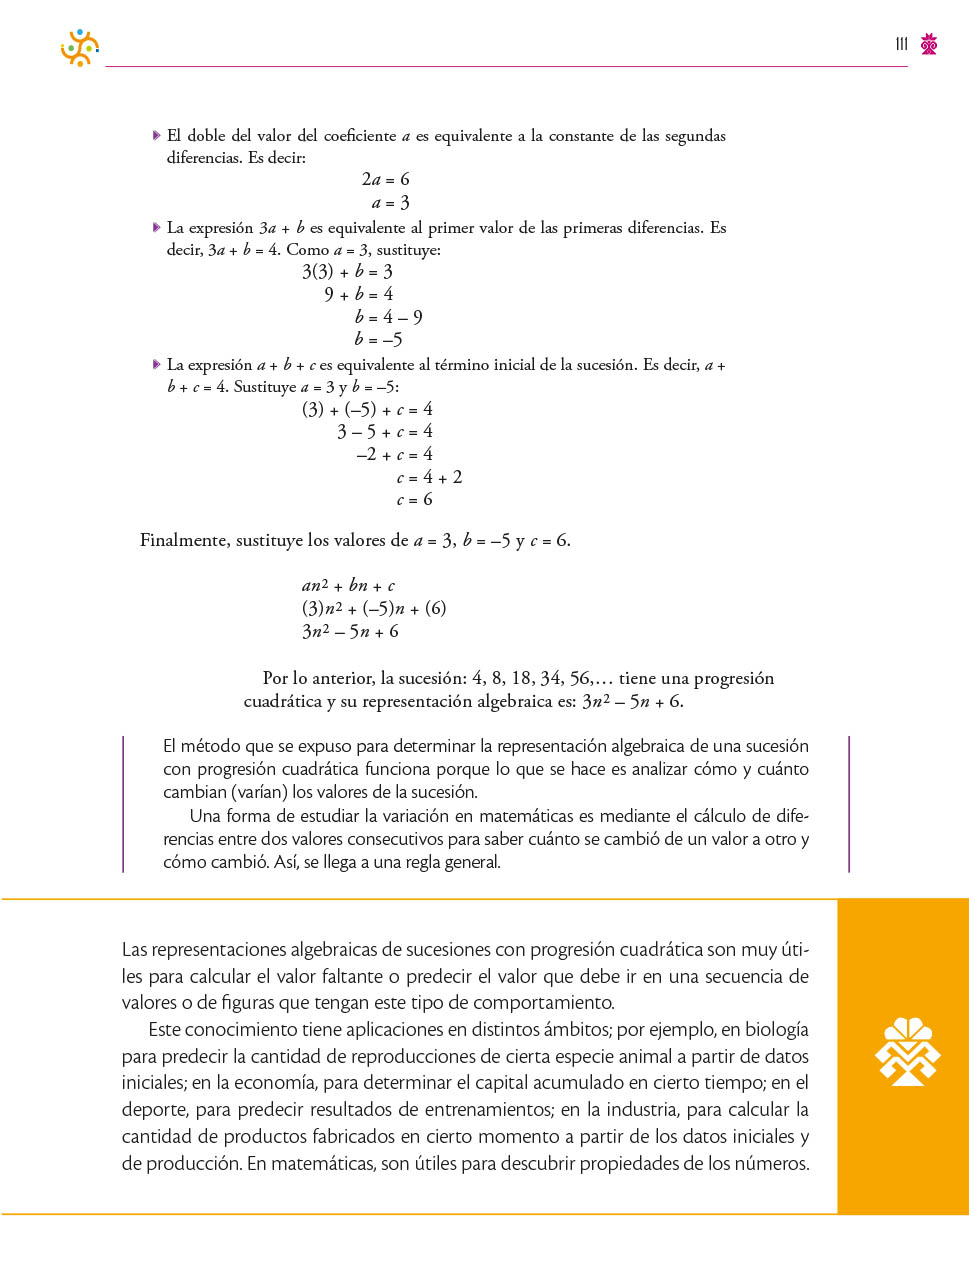 111
El doble del valor del coeficiente a es equivalente a la constante de las segundas
diferencias. Es decir:
2a = 6
a = 3
La expresión 3a + b es equivalente al primer valor de las primeras diferencias. Es
decir, 3a + b = 4. Como a = 3, sustituye:
3(3) + b = 3
9 + b = 4
b = 4 – 9
b = –5
La expresión a + b + c es equivalente al término inicial de la sucesión. Es decir, a +
b + c = 4. Sustituye a = 3 y b = –5:
(3) + (–5) + c = 4
3 – 5 + c = 4
–2 + c = 4
c = 4 + 2
c = 6
Finalmente, sustituye los valores de a = 3, b = –5 y c = 6.
an² + bn + c
(3)n² + (–5)n + (6)
3n² – 5n + 6
Por lo anterior, la sucesión: 4, 8, 18, 34, 56,… tiene una progresión
cuadrática y su representación algebraica es: 3n² – 5n + 6.
El método que se expuso para determinar la representación algebraica de una sucesión
con progresión cuadrática funciona porque lo que se hace es analizar cómo y cuánto
cambian (varían) los valores de la sucesión.
Una forma de estudiar la variación en matemáticas es mediante el cálculo de dife-
rencias entre dos valores consecutivos para saber cuánto se cambió de un valor a otro y
cómo cambió. Así, se llega a una regla general.
Las representaciones algebraicas de sucesiones con progresión cuadrática son muy úti-
les para calcular el valor faltante o predecir el valor que debe ir en una secuencia de
valores o de figuras que tengan este tipo de comportamiento.
Este conocimiento tiene aplicaciones en distintos ámbitos; por ejemplo, en biología
para predecir la cantidad de reproducciones de cierta especie animal a partir de datos
iniciales; en la economía, para determinar el capital acumulado en cierto tiempo; en el
deporte, para predecir resultados de entrenamientos; en la industria, para calcular la
cantidad de productos fabricados en cierto momento a partir de los datos iniciales y
de producción. En matemáticas, son útiles para descubrir propiedades de los números.